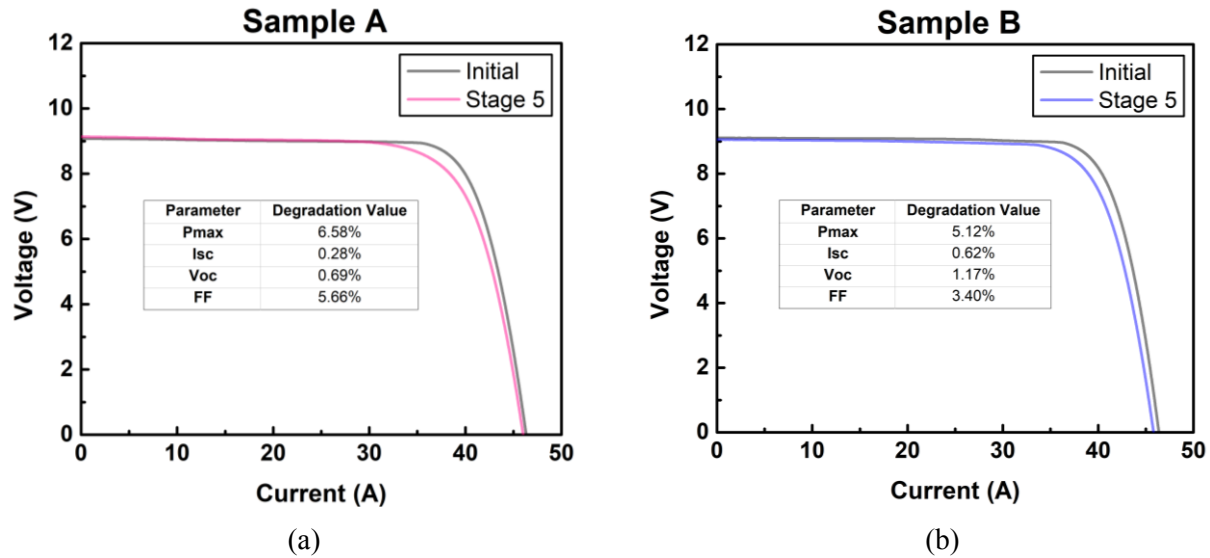 Sample A
12
10
8
6
4
2
0
0 10 20 30 40 50
Voltage (V)
Current (A)
Initial
Stage 5
Parameter Degradation Value
Pmax 6.58%
Isc 0.28%
Voc 0.69%
FF 5.66%
(a)
Sample B
12
10
8
6
4
2
0
0 10 20 30 40 50
Voltage (V)
Current (A)
Initial
Stage 5
Parameter Degradation Value
Pmax 5.12%
Isc 0.62%
Voc 1.17%
FF 3.40%
(b)